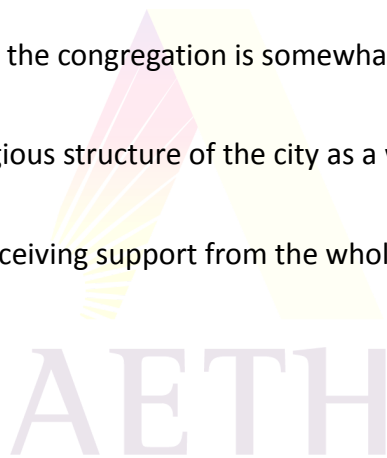 the congregation is somewha
gious structure of the city as a
ceiving support from the whol
AETH